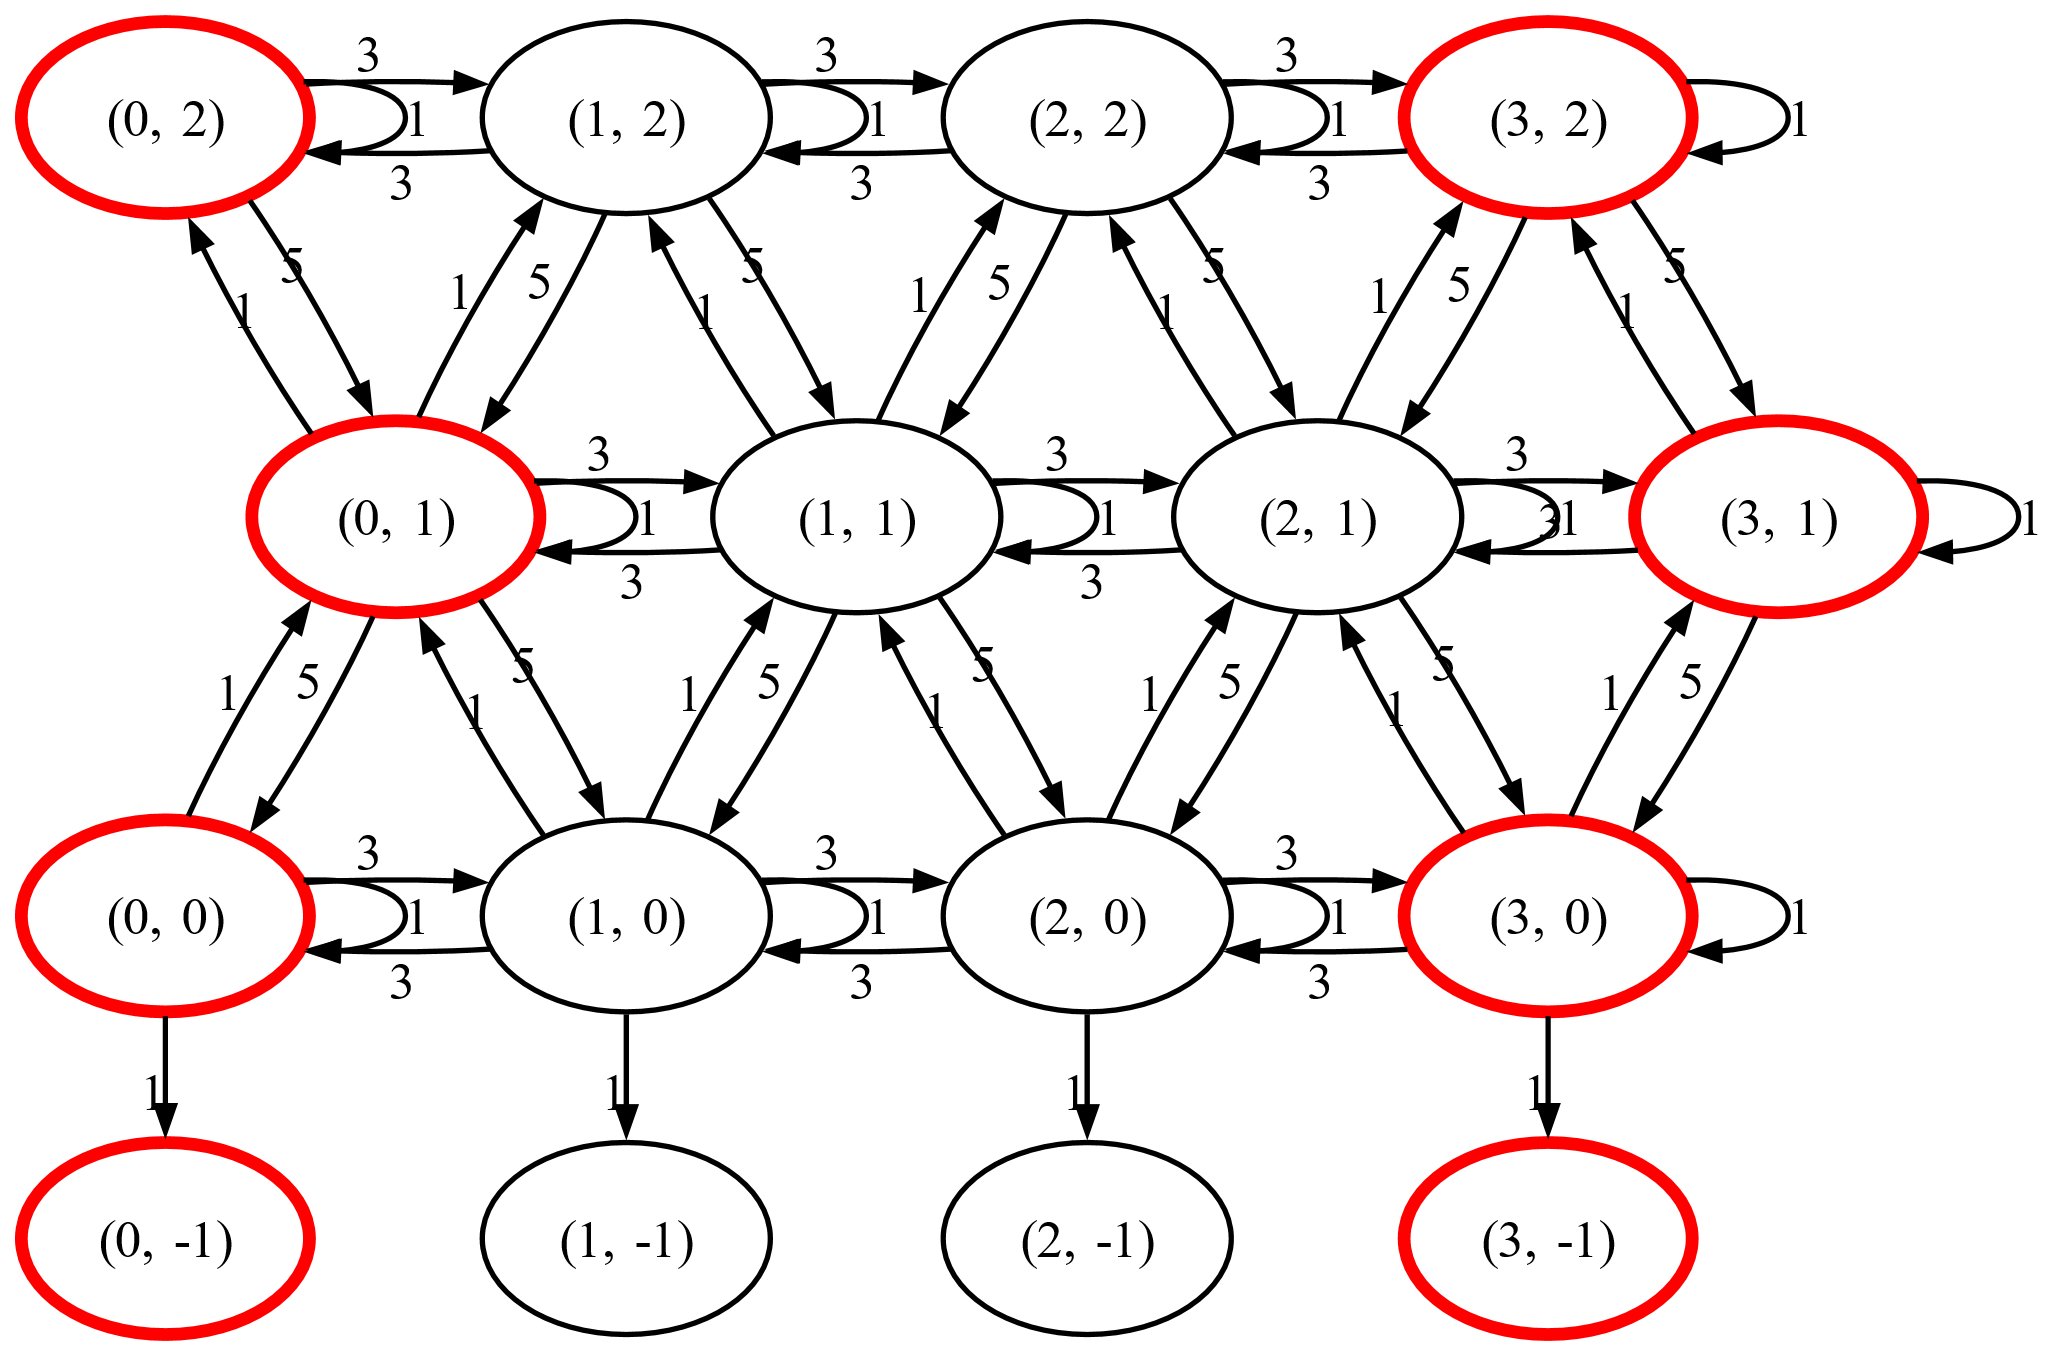 3 3 3
(0, 2) 1 (1, 2) 1 (2, 2) 1 (3, 2) 1
3 3 3
1 5 1 5 1 5 1 5 1 5 1 5 1 5
3 3 3
(0, 1) 1 (1, 1) 1 (2, 1) 3 1 (3, 1) 1
3 3
1 5 1 5 1 5 1 5 1 5 1 5 1 5
3 3 3
(0, 0) 1 (1, 0) 1 (2, 0) 1 (3, 0) 1
3 3 3
1 1 1 1
(0, -1) (1, -1) (2, -1) (3, -1)